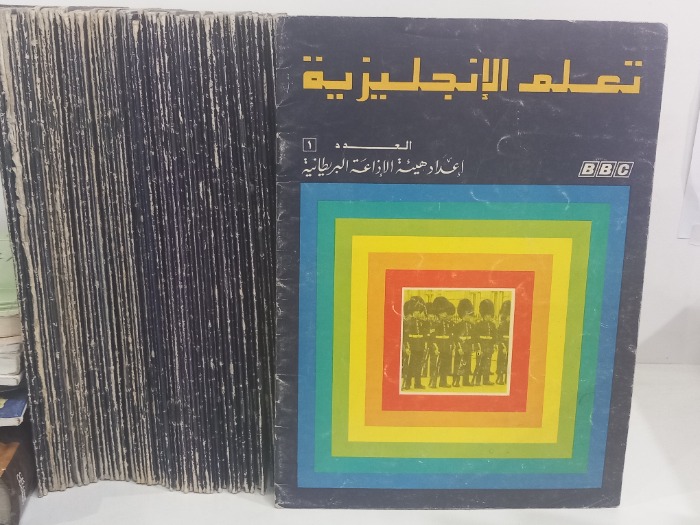 تعلم الإنجليزية
العدد ١
إعداد هيئة الإذاعة البريطانية
BBC